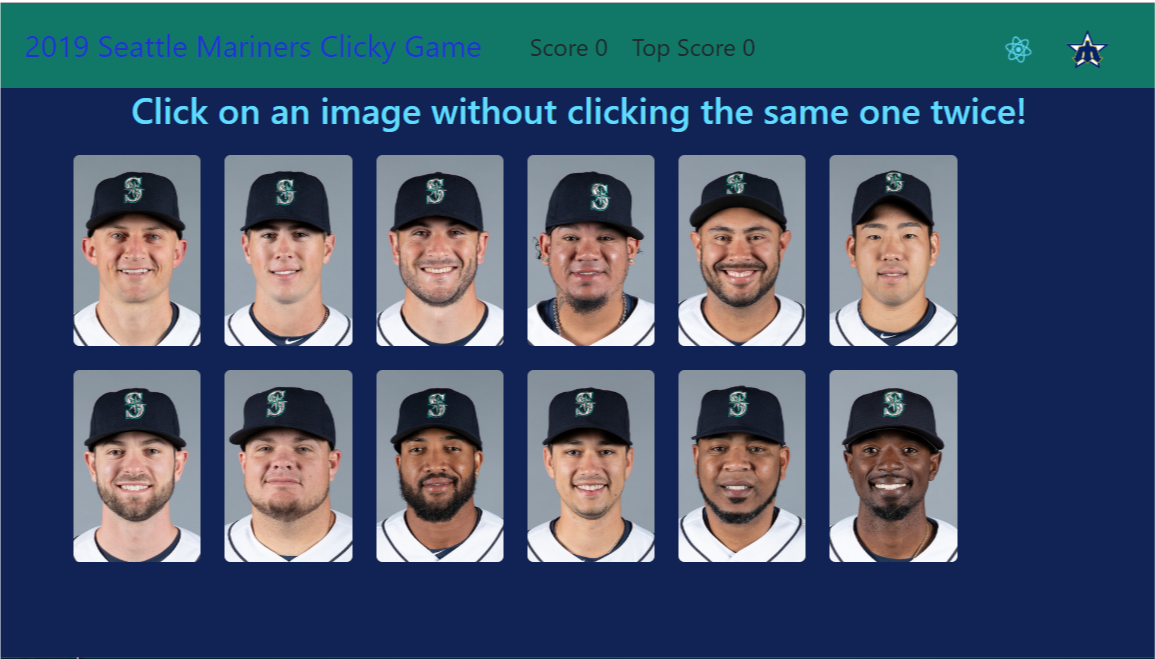 2019 Seattle Mariners Clicky Game Score 0 Top Score 0
Click on an image without clicking the same one twice!